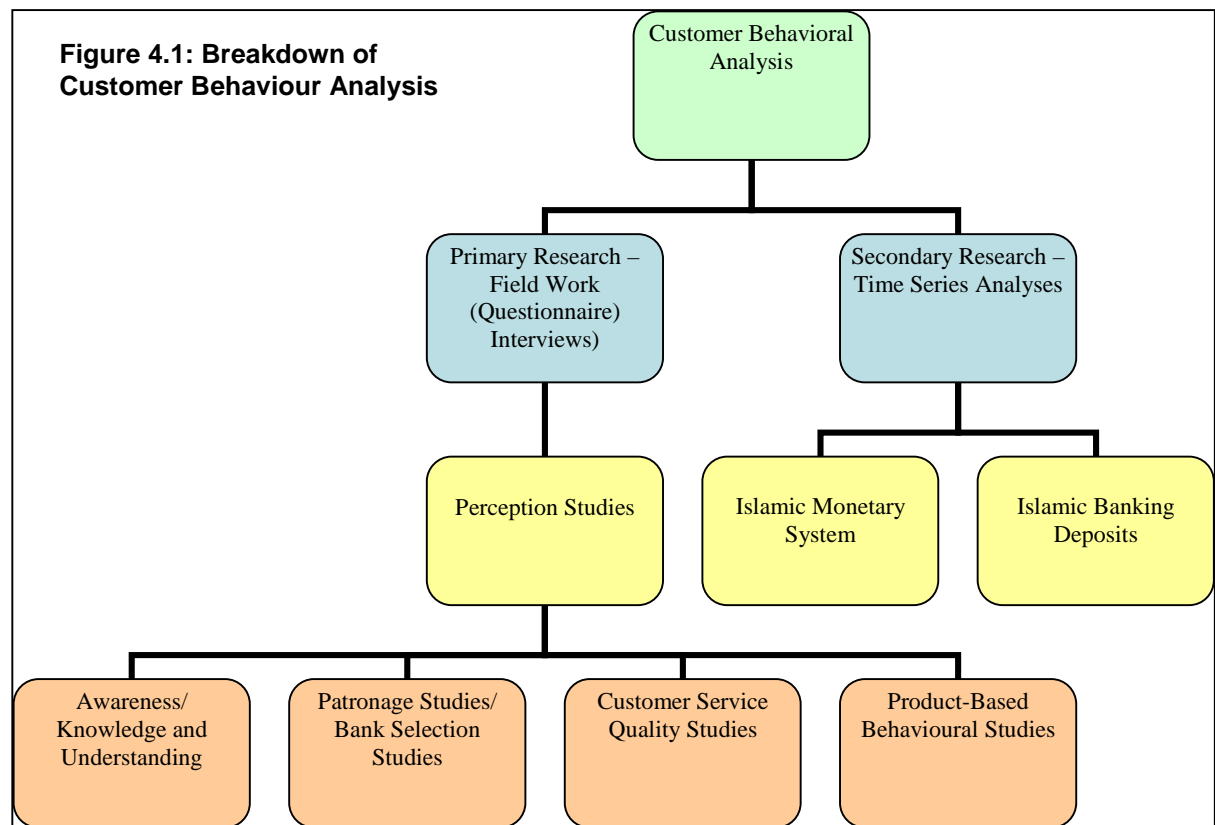 Figure 4.1: Breakdown of
Customer Behaviour Analysis
Customer Behavioral
Analysis
Primary Research –
Field Work
(Questionnaire)
Interviews)
Secondary Research –
Time Series Analyses
Perception Studies
Islamic Monetary
System
Islamic Banking
Deposits
Awareness/
Knowledge and
Understanding
Patronage Studies/
Bank Selection
Studies
Customer Service
Quality Studies
Product-Based
Behavioural Studies